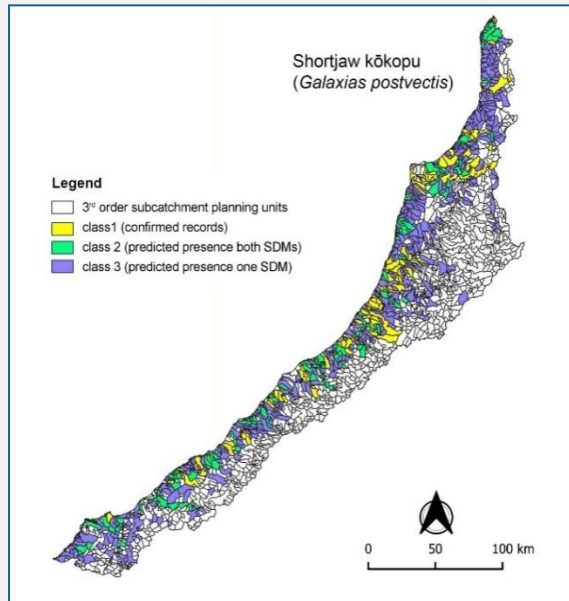 Shortjaw kōkopu
(Galaxias postvectis)
Legend
3rd order subcatchment planning units
class1 (confirmed records)
class 2 (predicted presence both SDMs)
class 3 (predicted presence one SDM)
0 50 100 km